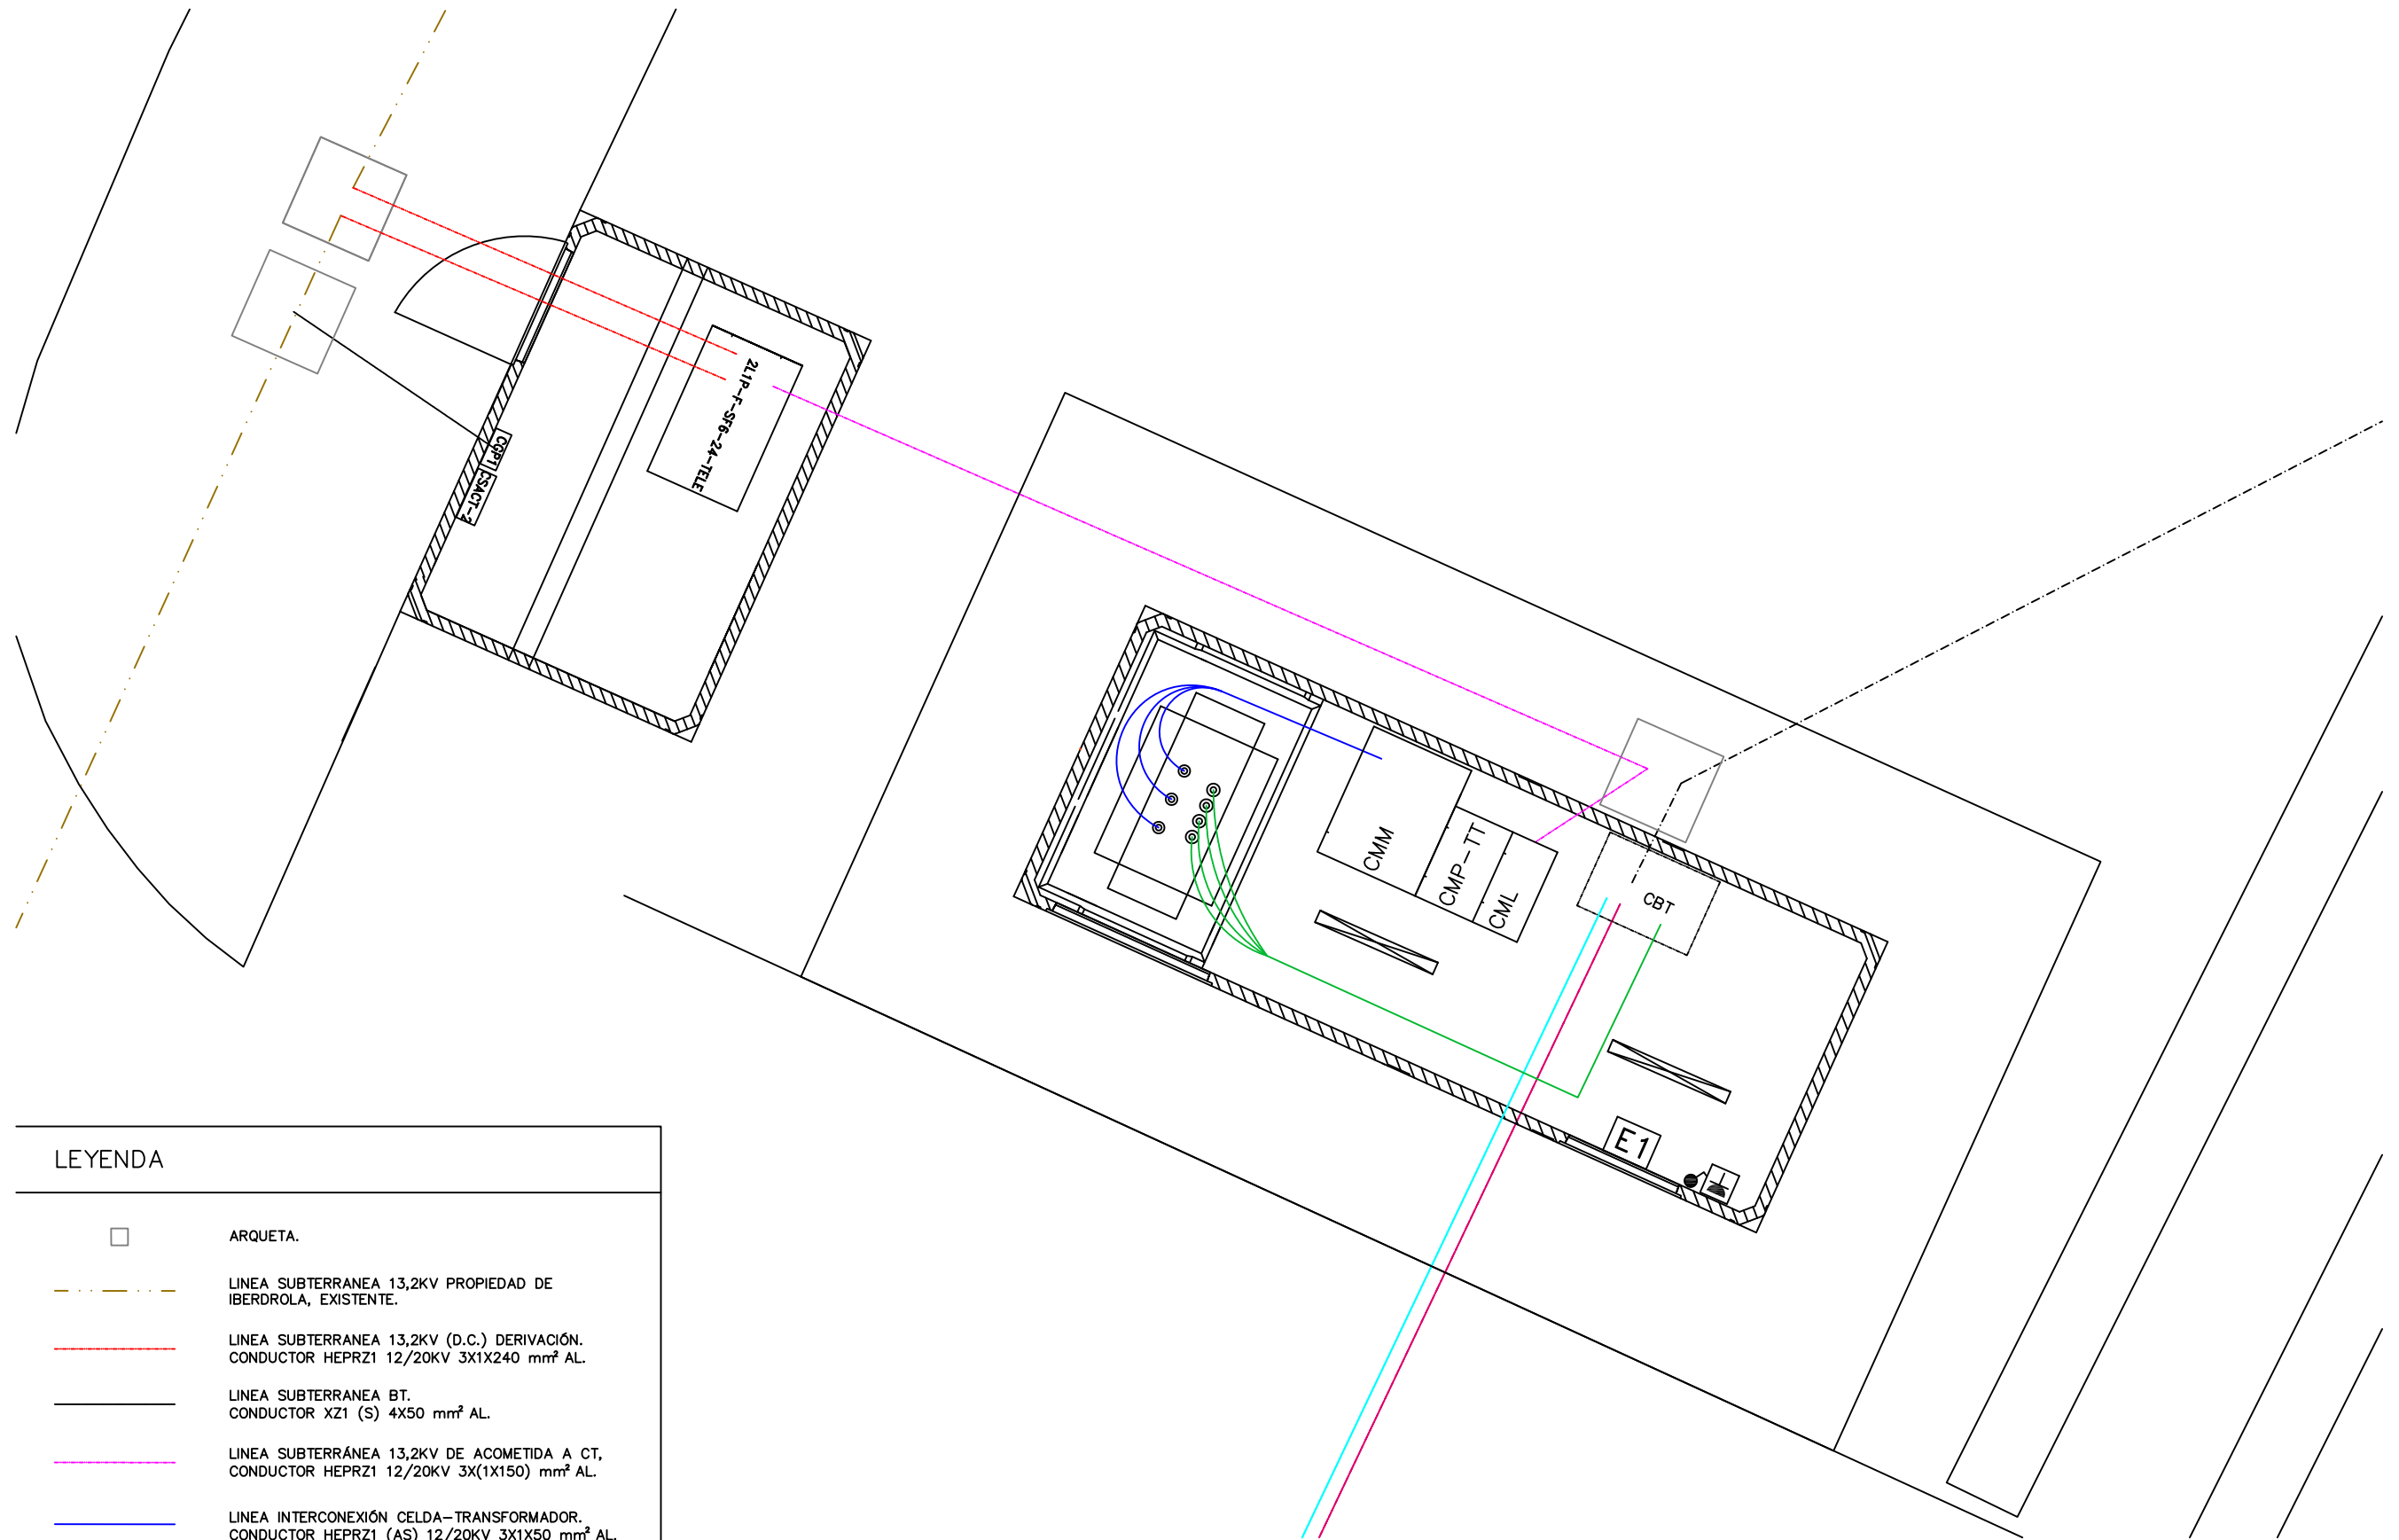 2L1P-F-SF6-24-TELE
CGP1
CSACT-2
CMM
CMP-TT
CML
CBT
E1
LEYENDA
ARQUETA.
LINEA SUBTERRANEA 13,2KV PROPIEDAD DE
IBERDROLA, EXISTENTE.
LINEA SUBTERRANEA 13,2KV (D.C.) DERIVACIÓN.
CONDUCTOR HEPRZ1 12/20KV 3X1X240 mm² AL.
LINEA SUBTERRANEA BT.
CONDUCTOR XZ1 (S) 4X50 mm² AL.
LINEA SUBTERRÁNEA 13,2KV DE ACOMETIDA A CT,
CONDUCTOR HEPRZ1 12/20KV 3X(1X150) mm² AL.
LINEA INTERCONEXIÓN CELDA-TRANSFORMADOR.
CONDUCTOR HEPRZ1 (AS) 12/20KV 3X1X50 mm² AL.